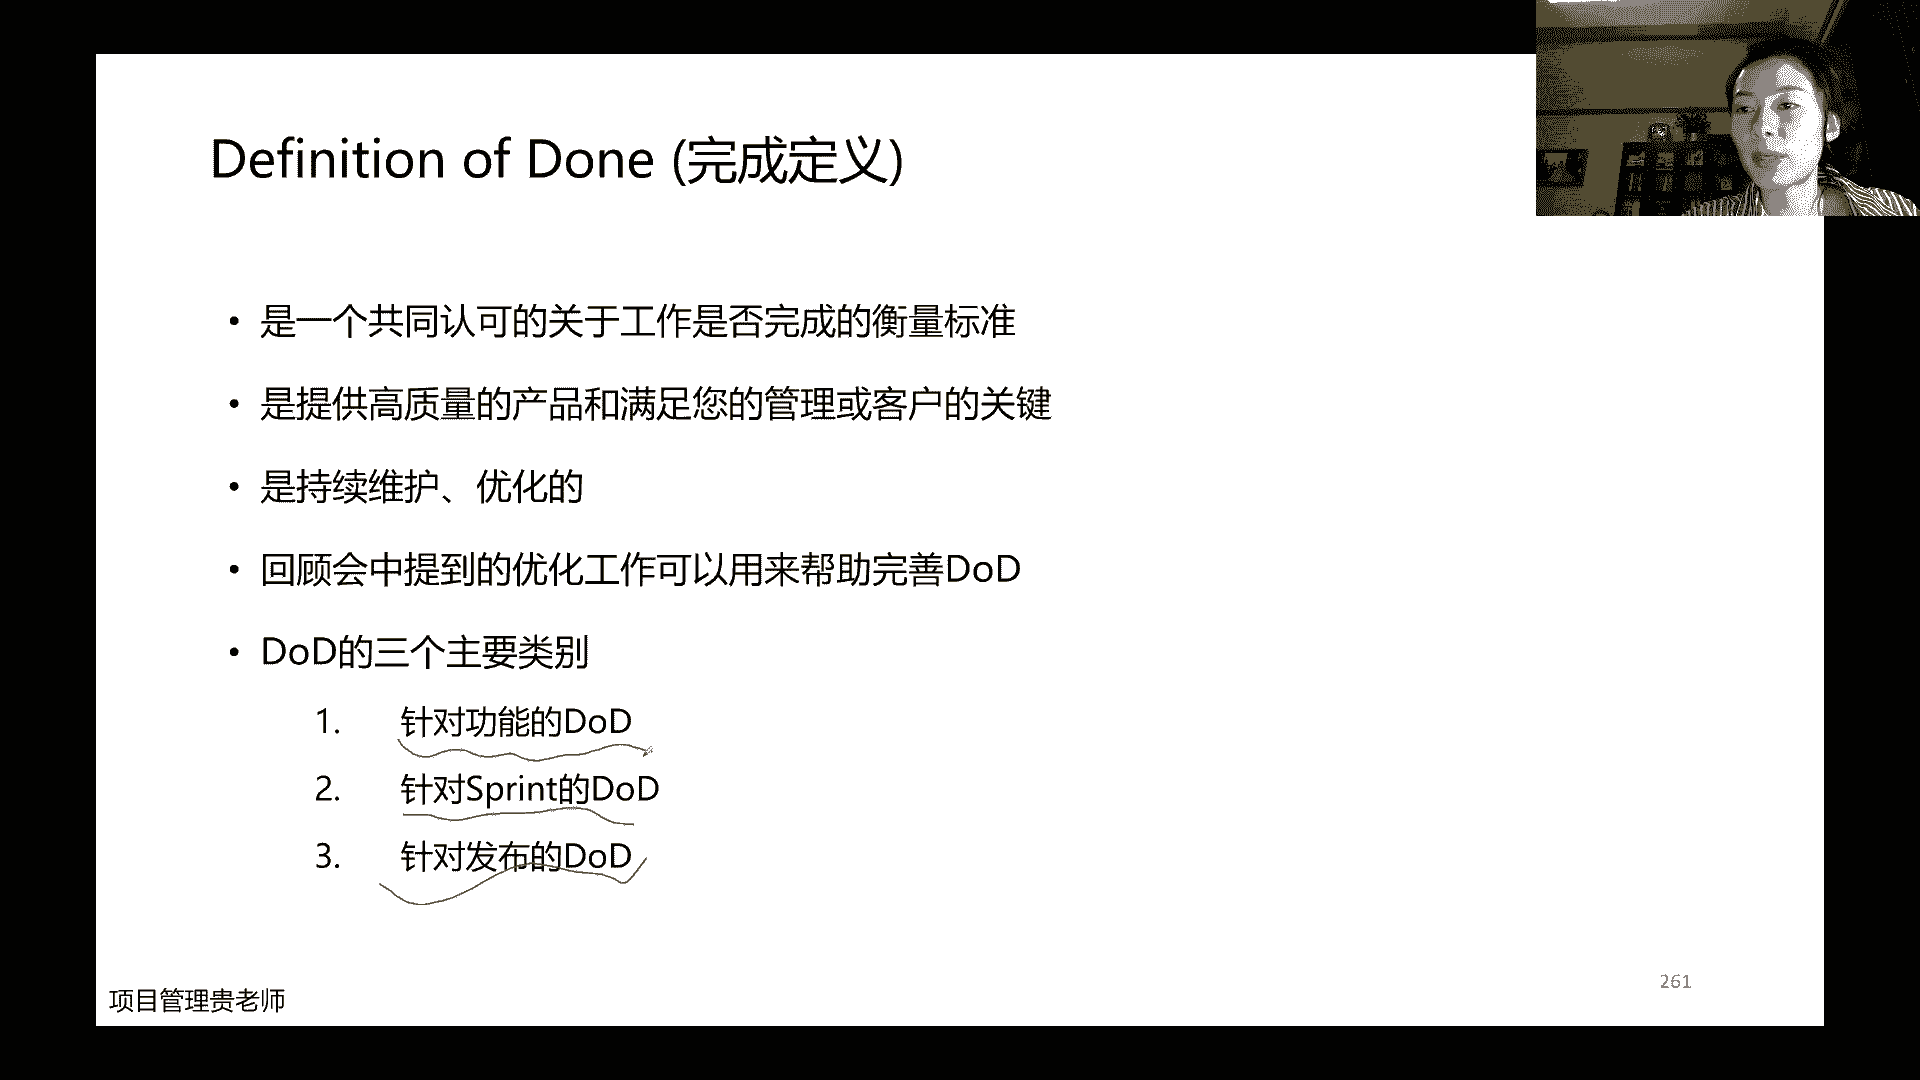 Definition of Done (完成定义)
• 是一个共同认可的关于工作是否完成的衡量标准
• 是提供高质量的产品和满足您的管理或客户的关键
• 是持续维护、优化的
• 回顾会中提到的优化工作可以用来帮助完善DoD
• DoD的三个主要类别
1. 针对功能的DoD
2. 针对Sprint的DoD
3. 针对发布的DoD
261
项目管理贵老师